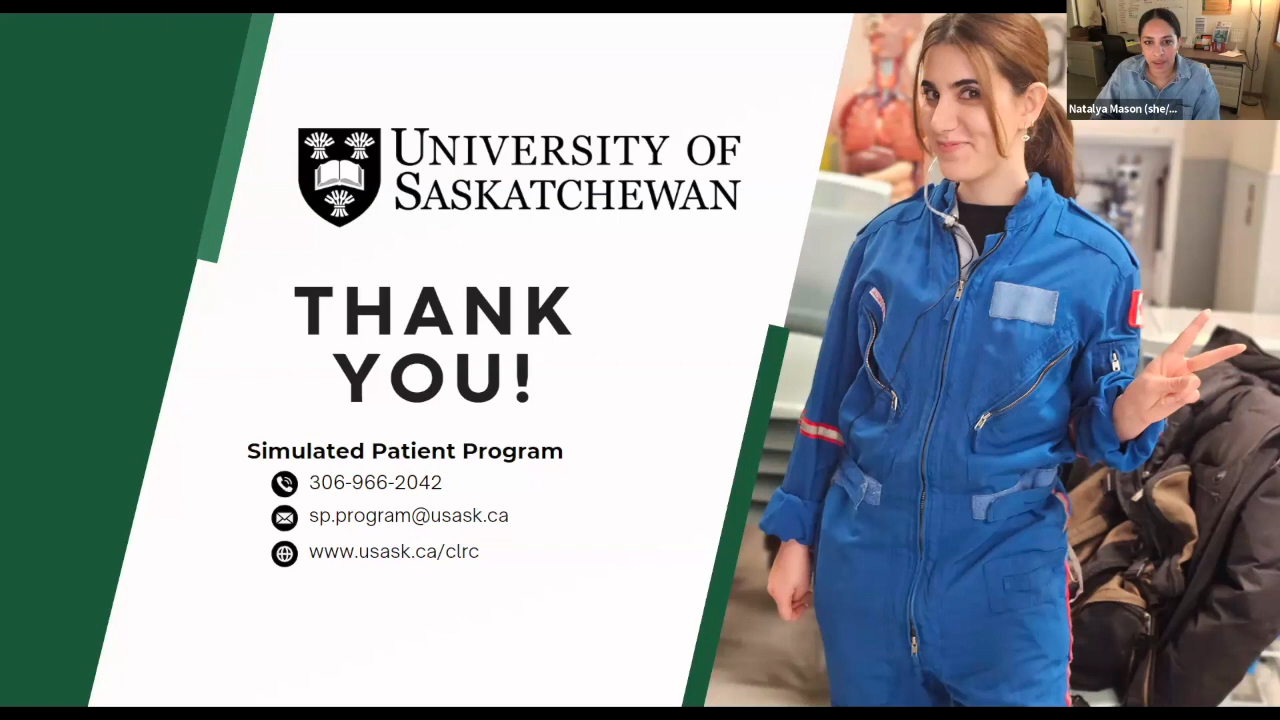 UNIVERSITY OF
SASKATCHEWAN
THANK
YOU!
Simulated Patient Program
306-966-2042
sp.program@usask.ca
www.usask.ca/clrc
Natalya Mason (she/...